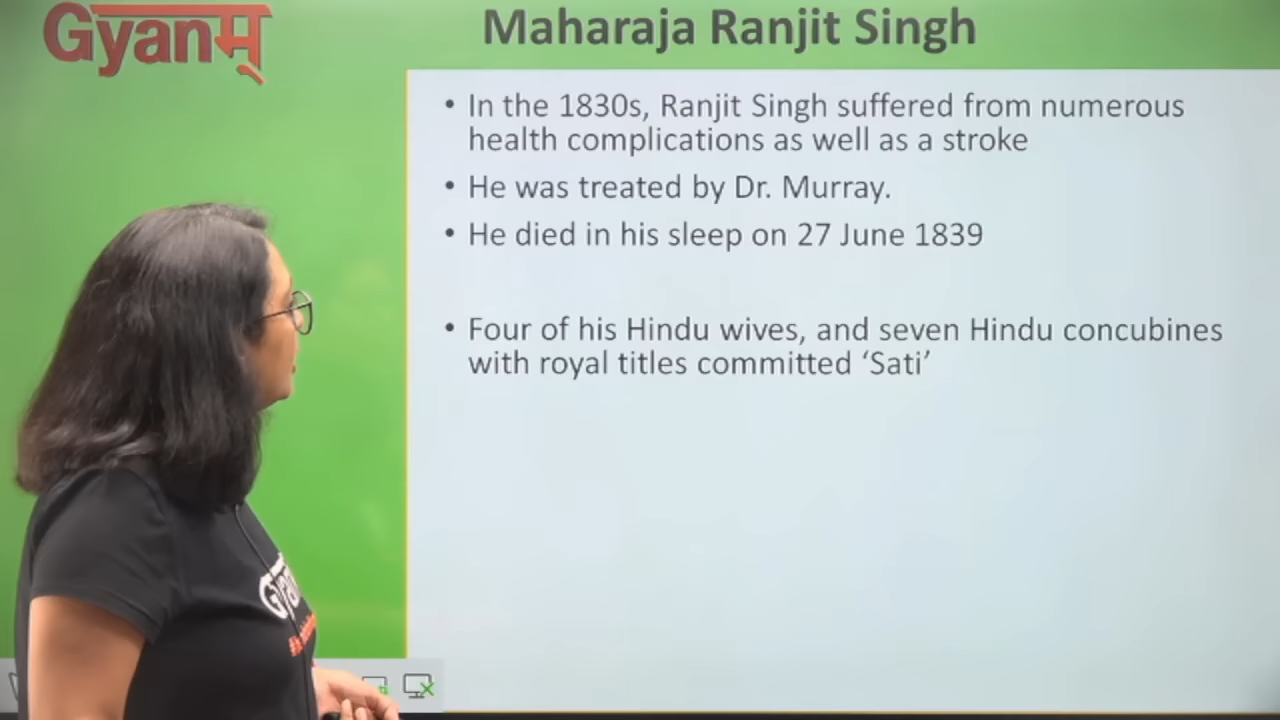 Gyanम्
Maharaja Ranjit Singh
• In the 1830s, Ranjit Singh suffered from numerous
health complications as well as a stroke
• He was treated by Dr. Murray.
• He died in his sleep on 27 June 1839
• Four of his Hindu wives, and seven Hindu concubines
with royal titles committed ‘Sati’